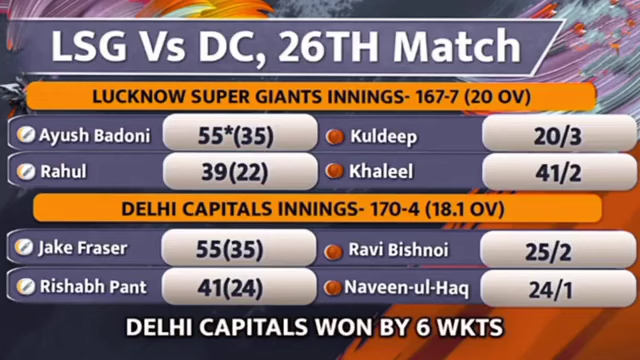 LSG Vs DC, 26TH Match
LUCKNOW SUPER GIANTS INNINGS- 167-7 (20 OV)
Ayush Badoni 55*(35) Kuldeep 20/3
Rahul 39(22) Khaleel 41/2
DELHI CAPITALS INNINGS- 170-4 (18.1 OV)
Jake Fraser 55(35) Ravi Bishnoi 25/2
Rishabh Pant 41(24) Naveen-ul-Haq 24/1
DELHI CAPITALS WON BY 6 WKTS